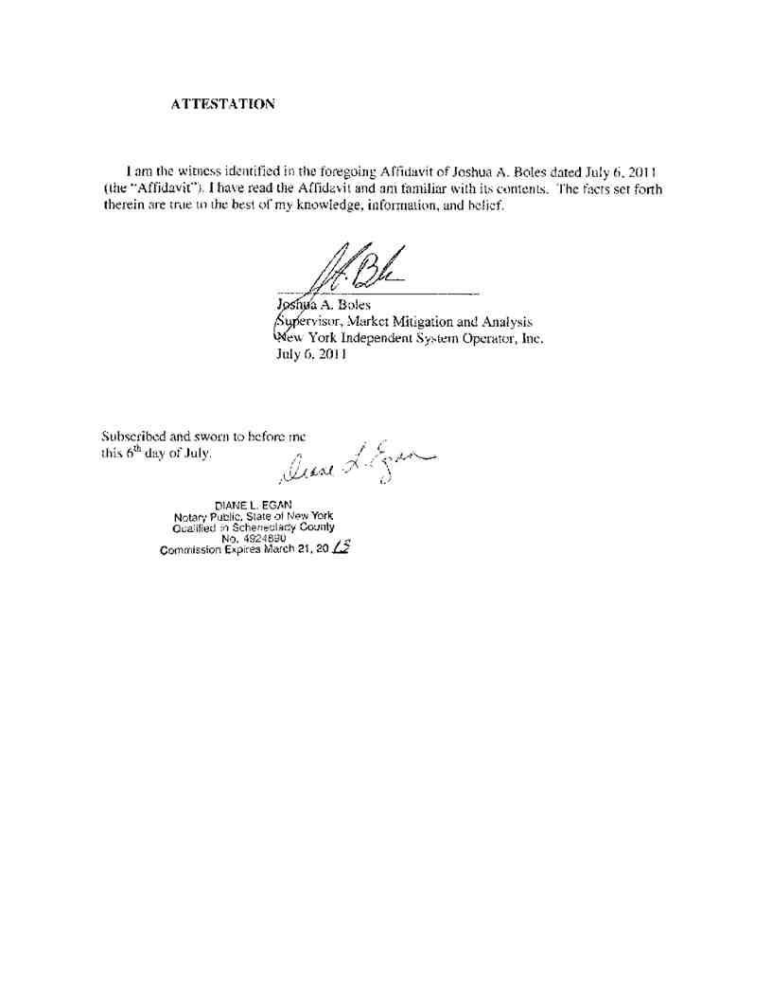 ATTESTATION
I am the witness identified in the foregoing Affidavit of Joshua A. Boles dated July 6, 2011
(the “Affidavit”). I have read the Affidavit and am familiar with its contents. The facts set forth
therein are true to the best of my knowledge, information, and belief.
Joshua A. Boles
Supervisor, Market Mitigation and Analysis
New York Independent System Operator, Inc.
July 6, 2011
Subscribed and sworn to before me
this 6th day of July.
Diane L. Egan
DIANE L. EGAN
Notary Public, State of New York
Qualified in Schenectady County
No. 4924890
Commission Expires March 21, 20 13